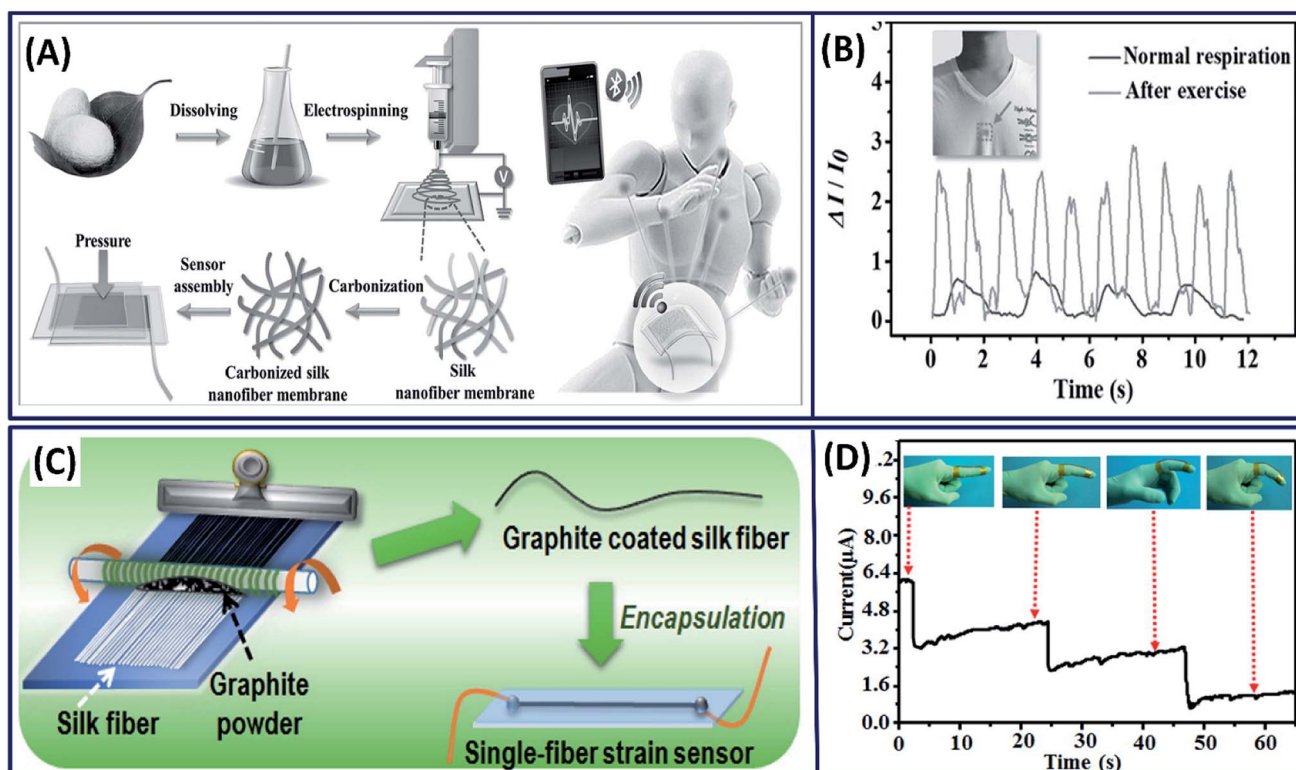 (A)
Dissolving
Electrospinning
V
Pressure
Sensor
assembly
Carbonization
Carbonized silk
nanofiber membrane
Silk
nanofiber membrane
(B)
Normal respiration
After exercise
ΔI / I0
3
4
3
2
1
0
0 2 4 6 8 10 12
Time (s)
(C)
Graphite coated silk fiber
Encapsulation
Graphite
powder
Silk fiber
Single-fiber strain sensor
(D)
.2
9.6
8.0
6.4
4.8
3.2
1.6
0.0
Current(μA)
0 10 20 30 40 50 60
Time (s)